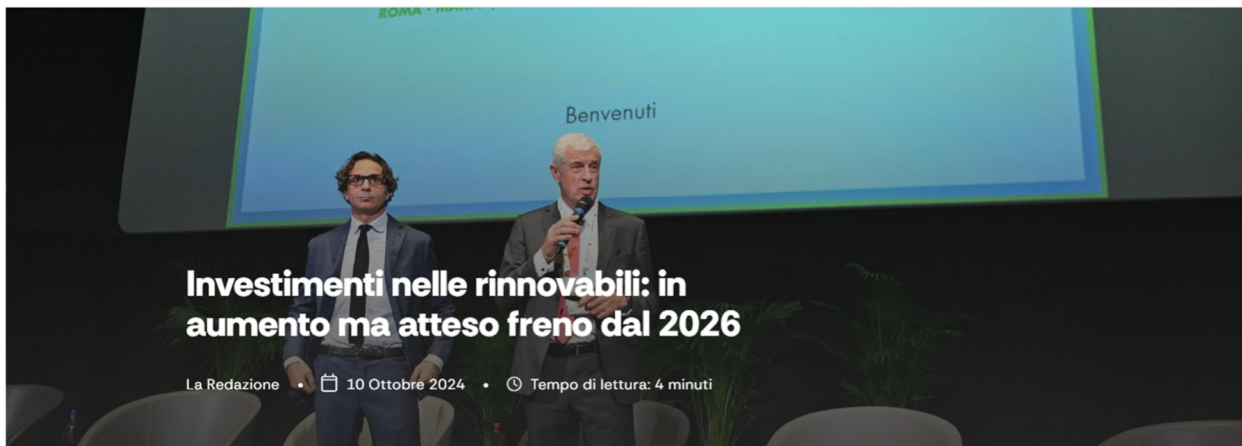 Benvenuti
Investimenti nelle rinnovabili: in
aumento ma atteso freno dal 2026
La Redazione • 10 Ottobre 2024 • Tempo di lettura: 4 minuti